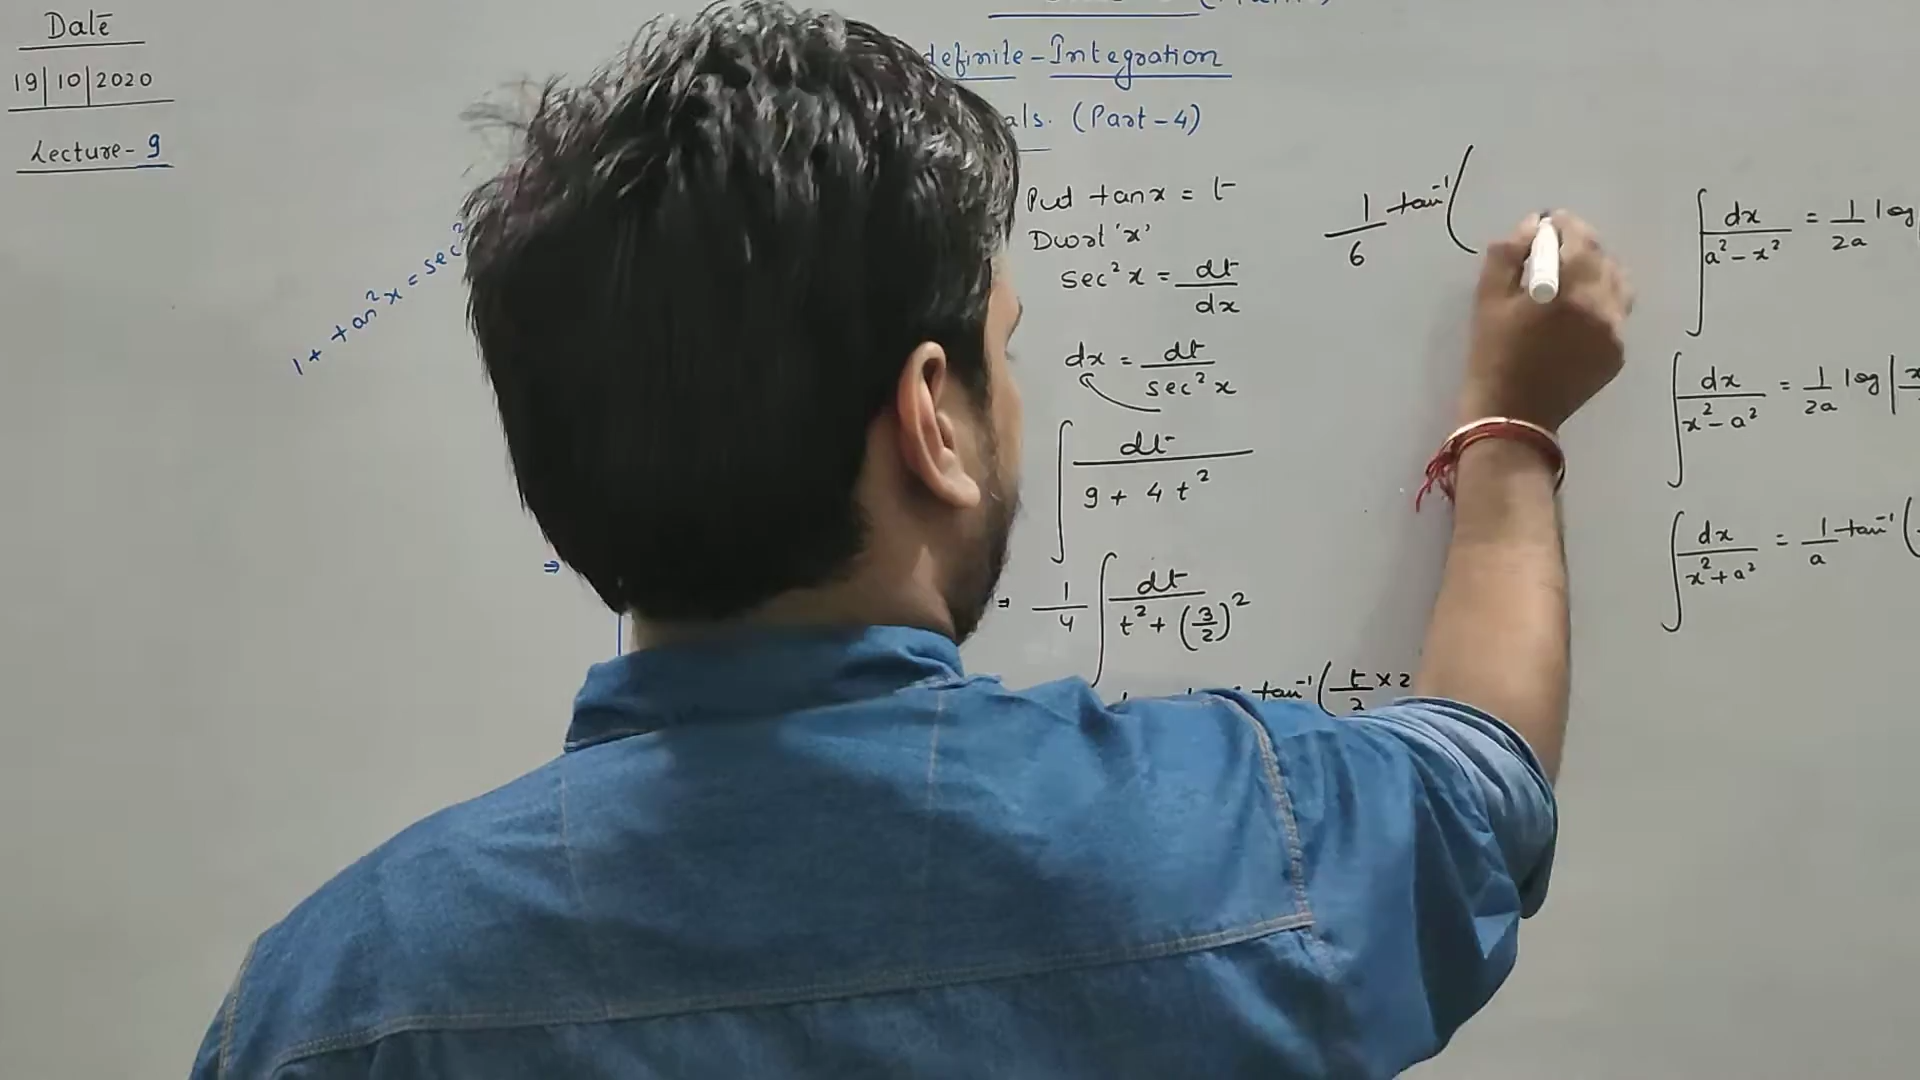 Date
19|10|2020
Lecture-9
definite-Integration
als. (Part-4)
1 + tan²x = sec²
⇒
Put tanx = t
Dwrt 'x'
sec²x = dt/dx
dx = dt/sec²x
∫ dt/(9 + 4t²)
⇒ 1/4 ∫ dt/(t² + (3/2)²)
tan⁻¹(t/2 × 2
1/6 tan⁻¹(
∫ dx/(a² - x²) = 1/2a log
∫ dx/(x² - a²) = 1/2a log|x
∫ dx/(x² + a²) = 1/a tan⁻¹(